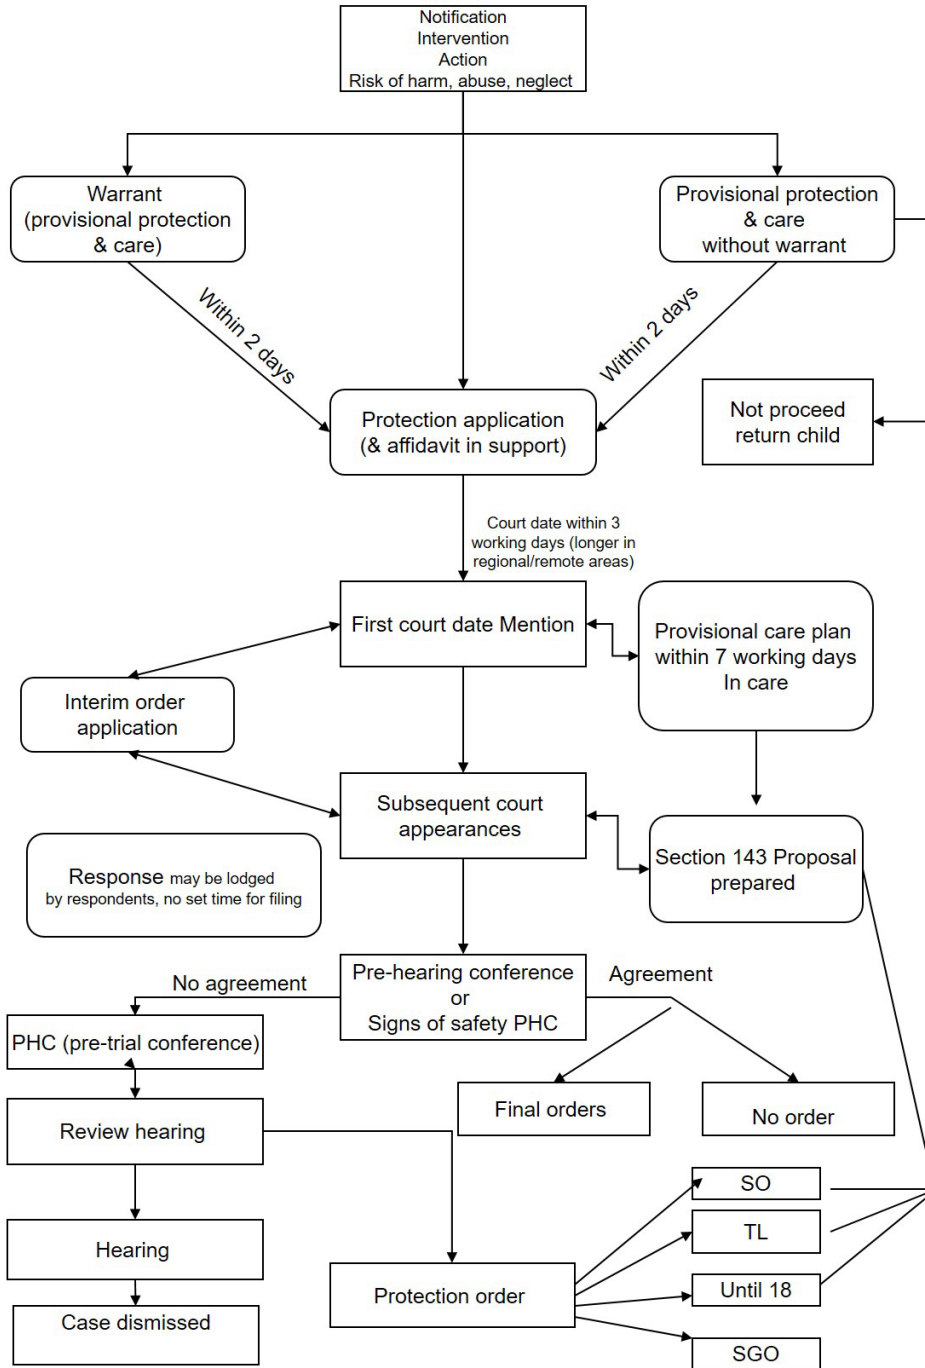 Notification
Intervention
Action
Risk of harm, abuse, neglect
Warrant
(provisional protection
& care)
Provisional protection
& care
without warrant
Within 2 days
Within 2 days
Protection application
(& affidavit in support)
Not proceed
return child
Court date within 3
working days (longer in
regional/remote areas)
First court date Mention
Provisional care plan
within 7 working days
In care
Interim order
application
Subsequent court
appearances
Section 143 Proposal
prepared
Response may be lodged
by respondents, no set time for filing
No agreement
Pre-hearing conference
or
Signs of safety PHC
Agreement
PHC (pre-trial conference)
Final orders
No order
Review hearing
SO
TL
Hearing
Protection order
Until 18
Case dismissed
SGO